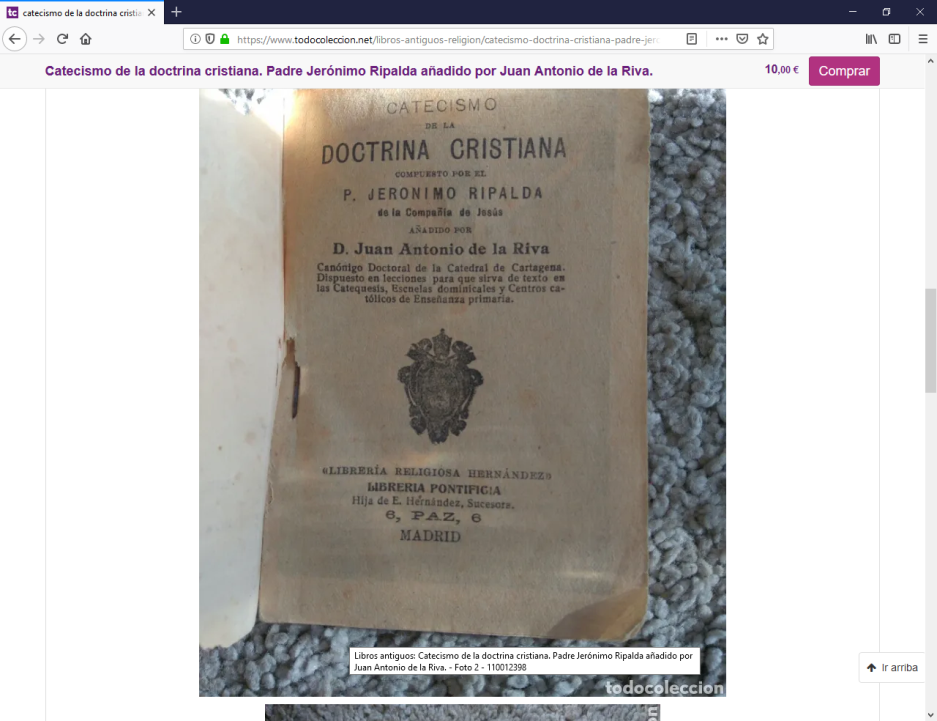 catecismo de la doctrina cristia
https://www.todocoleccion.net/libros-antiguos-religion/catecismo-doctrina-cristiana-padre-jer
Catecismo de la doctrina cristiana. Padre Jerónimo Ripalda añadido por Juan Antonio de la Riva.
10,00 €
Comprar
CATECISMO
DE LA
DOCTRINA CRISTIANA
COMPUESTO POR EL
P. JERONIMO RIPALDA
de la Compañía de Jesús
AÑADIDO POR
D. Juan Antonio de la Riva
Canónigo Doctoral de la Catedral de Cartagena.
Dispuesto en lecciones para que sirva de texto en
las Catequesis, Escuelas dominicales y Centros ca-
tólicos de Enseñanza primaria.
«LIBRERÍA RELIGIOSA HERNÁNDEZ»
LIBRERIA PONTIFICIA
Hija de E. Hernández, Sucesora.
6, PAZ, 6
MADRID
Libros antiguos: Catecismo de la doctrina cristiana. Padre Jerónimo Ripalda añadido por
Juan Antonio de la Riva. - Foto 2 - 110012398
todocoleccion
Ir arriba